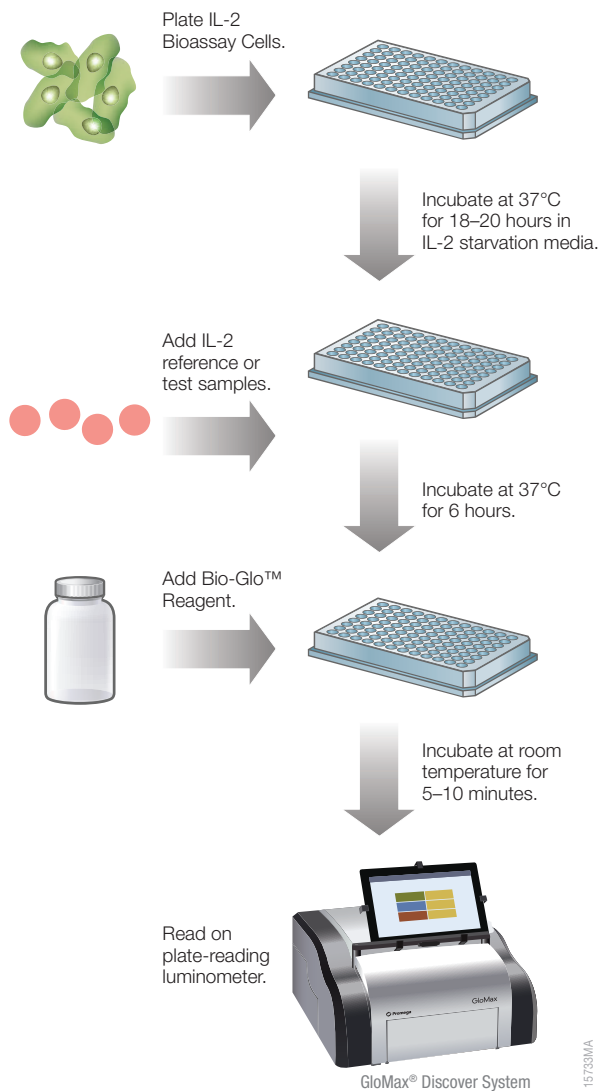 Plate IL-2
Bioassay Cells.
Incubate at 37°C
for 18–20 hours in
IL-2 starvation media.
Add IL-2
reference or
test samples.
Incubate at 37°C
for 6 hours.
Add Bio-Glo™
Reagent.
Incubate at room
temperature for
5–10 minutes.
Read on
plate-reading
luminometer.
Promega
GloMax
GloMax® Discover System
15733MA